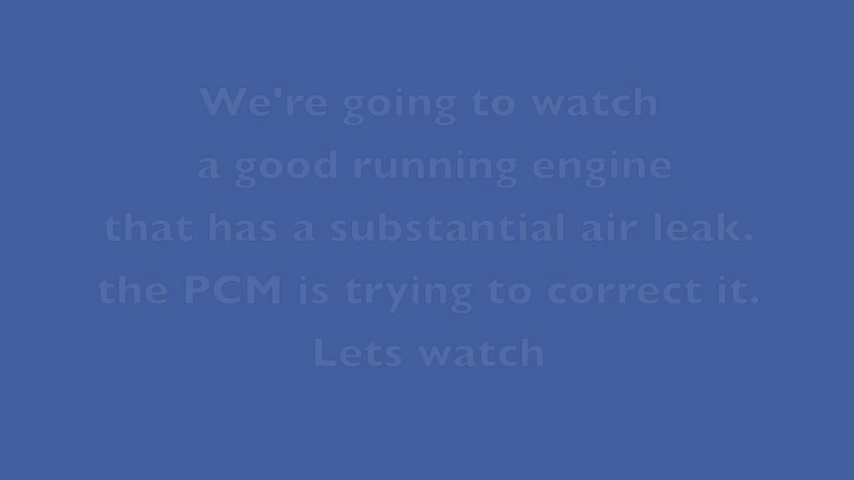 We're going to watch
a good running engine
that has a substantial air leak.
the PCM is trying to correct it.
Lets watch